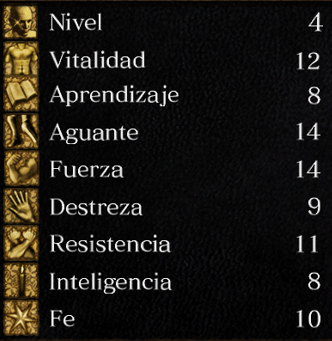 Nivel 4
Vitalidad 12
Aprendizaje 8
Aguante 14
Fuerza 14
Destreza 9
Resistencia 11
Inteligencia 8
Fe 10